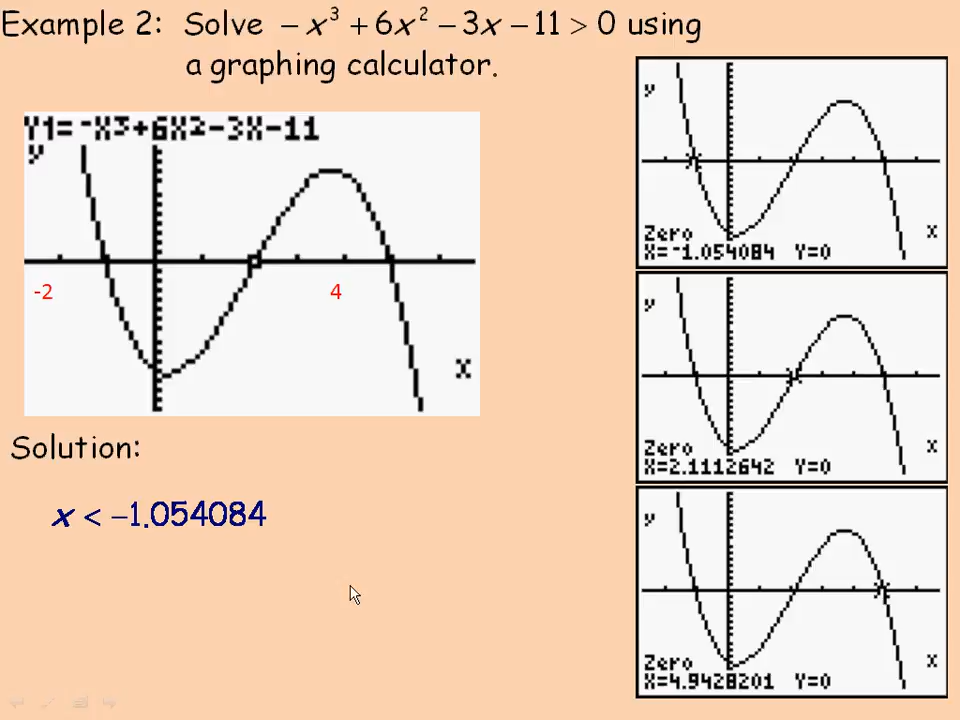 Example 2: Solve −x³ + 6x² − 3x − 11 > 0 using
a graphing calculator.
Y1=-X3+6X2-3X-11
y
-2
4
x
Solution:
x < −1.054084
y
x
Zero
X=-1.054084 Y=0
y
x
Zero
X=2.1112642 Y=0
y
x
Zero
X=4.9428201 Y=0